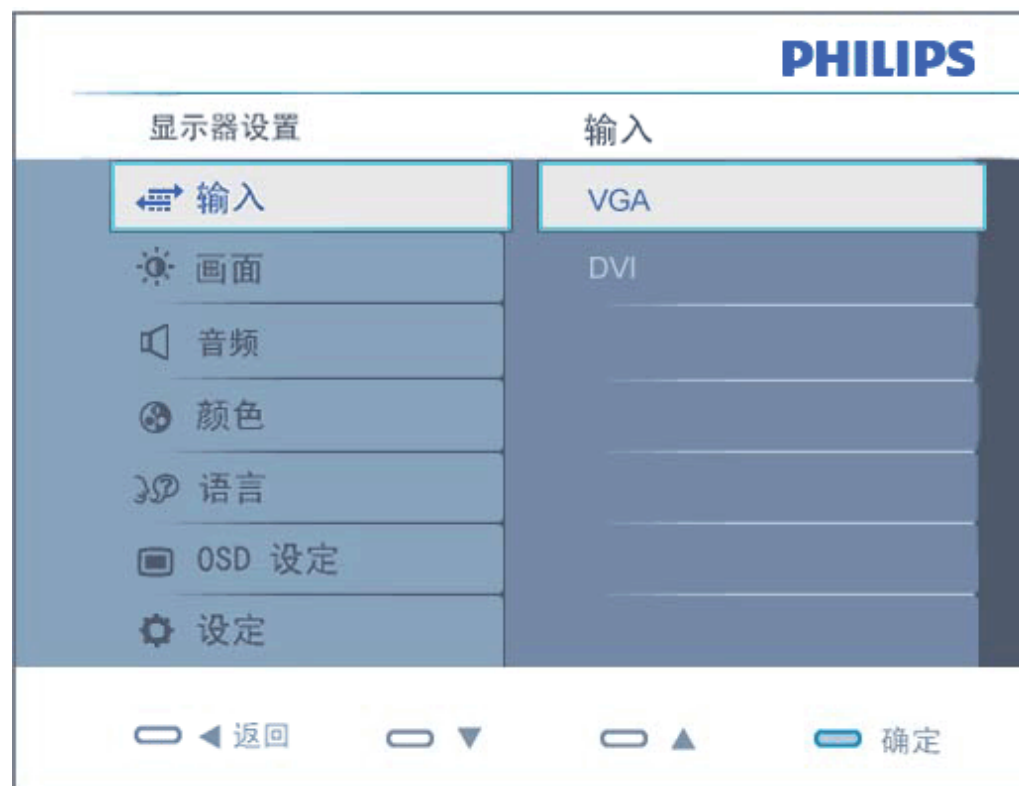 PHILIPS
显示器设置 输入
输入 VGA
画面 DVI
音频
颜色
语言
OSD 设定
设定
返回 确定